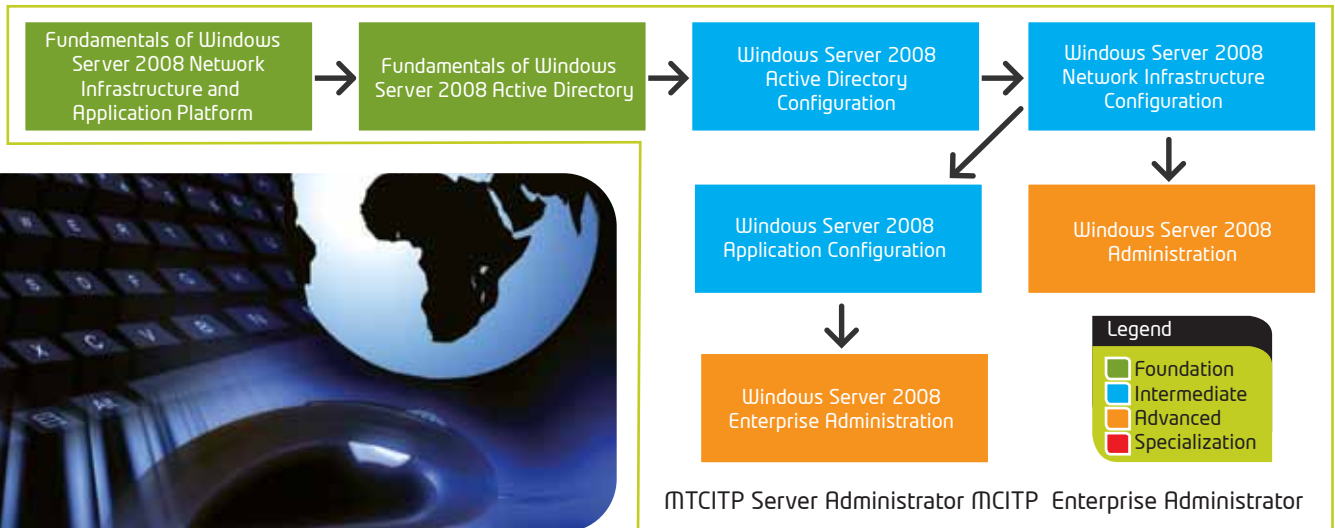 Fundamentals of Windows
Server 2008 Network
Infrastructure and
Application Platform
Fundamentals of Windows
Server 2008 Active Directory
Windows Server 2008
Active Directory
Configuration
Windows Server 2008
Network Infrastructure
Configuration
Windows Server 2008
Application Configuration
Windows Server 2008
Administration
Windows Server 2008
Enterprise Administration
Legend
Foundation
Intermediate
Advanced
Specialization
MTCITP Server Administrator MCITP Enterprise Administrator